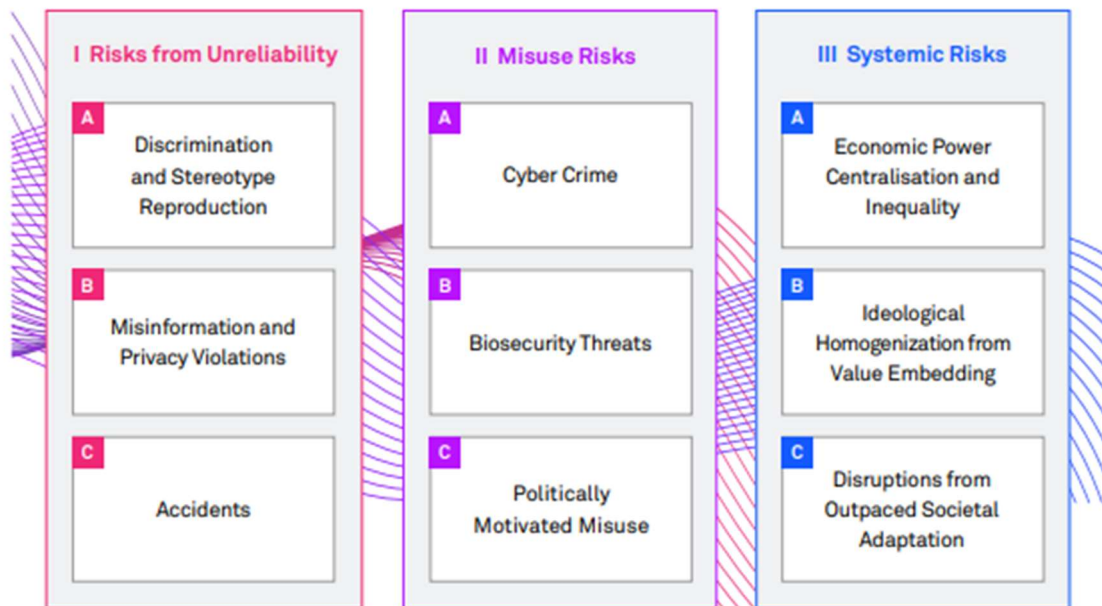 I Risks from Unreliability
A
Discrimination
and Stereotype
Reproduction
B
Misinformation and
Privacy Violations
C
Accidents
II Misuse Risks
A
Cyber Crime
B
Biosecurity Threats
C
Politically
Motivated Misuse
III Systemic Risks
A
Economic Power
Centralisation and
Inequality
B
Ideological
Homogenization from
Value Embedding
C
Disruptions from
Outpaced Societal
Adaptation